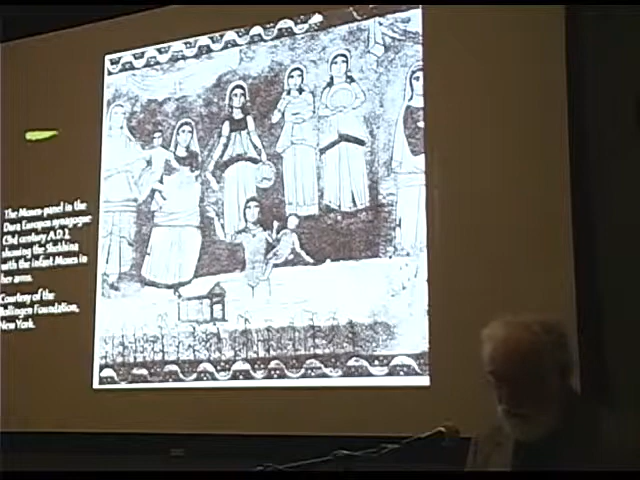 The Moses panel in the
Dura Europos synagogue
(3rd century A.D.),
showing the Shekhina
with the infant Moses in
her arms.
Courtesy of the
Bollingen Foundation,
New York.